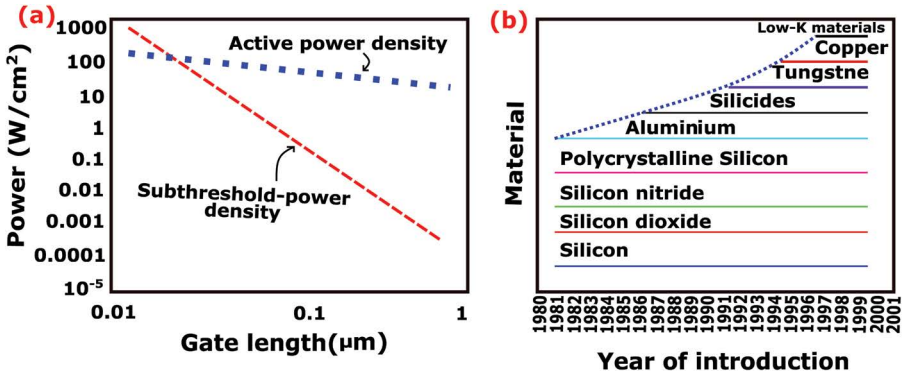 (a)
1000
100
10
1
0.1
0.01
0.001
0.0001
10⁻⁵
Power (W/cm²)
Active power density
Subthreshold-power
density
0.01
0.1
1
Gate length(µm)
(b)
Material
Low-K materials
Copper
Tungstne
Silicides
Aluminium
Polycrystalline Silicon
Silicon nitride
Silicon dioxide
Silicon
1980
1981
1982
1983
1984
1985
1986
1987
1988
1989
1990
1991
1992
1993
1994
1995
1996
1997
1998
1999
2000
2001
Year of introduction